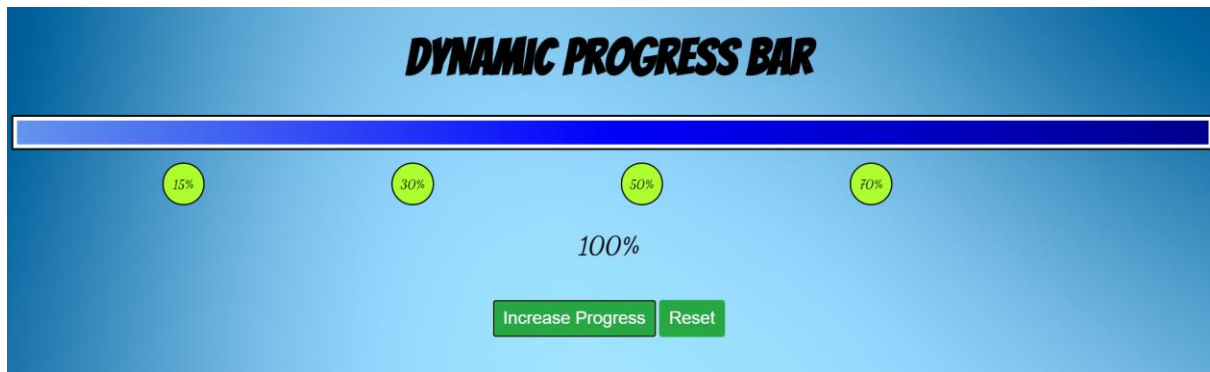 DYNAMIC PROGRESS BAR
15% 30% 50% 70%
100%
Increase Progress Reset